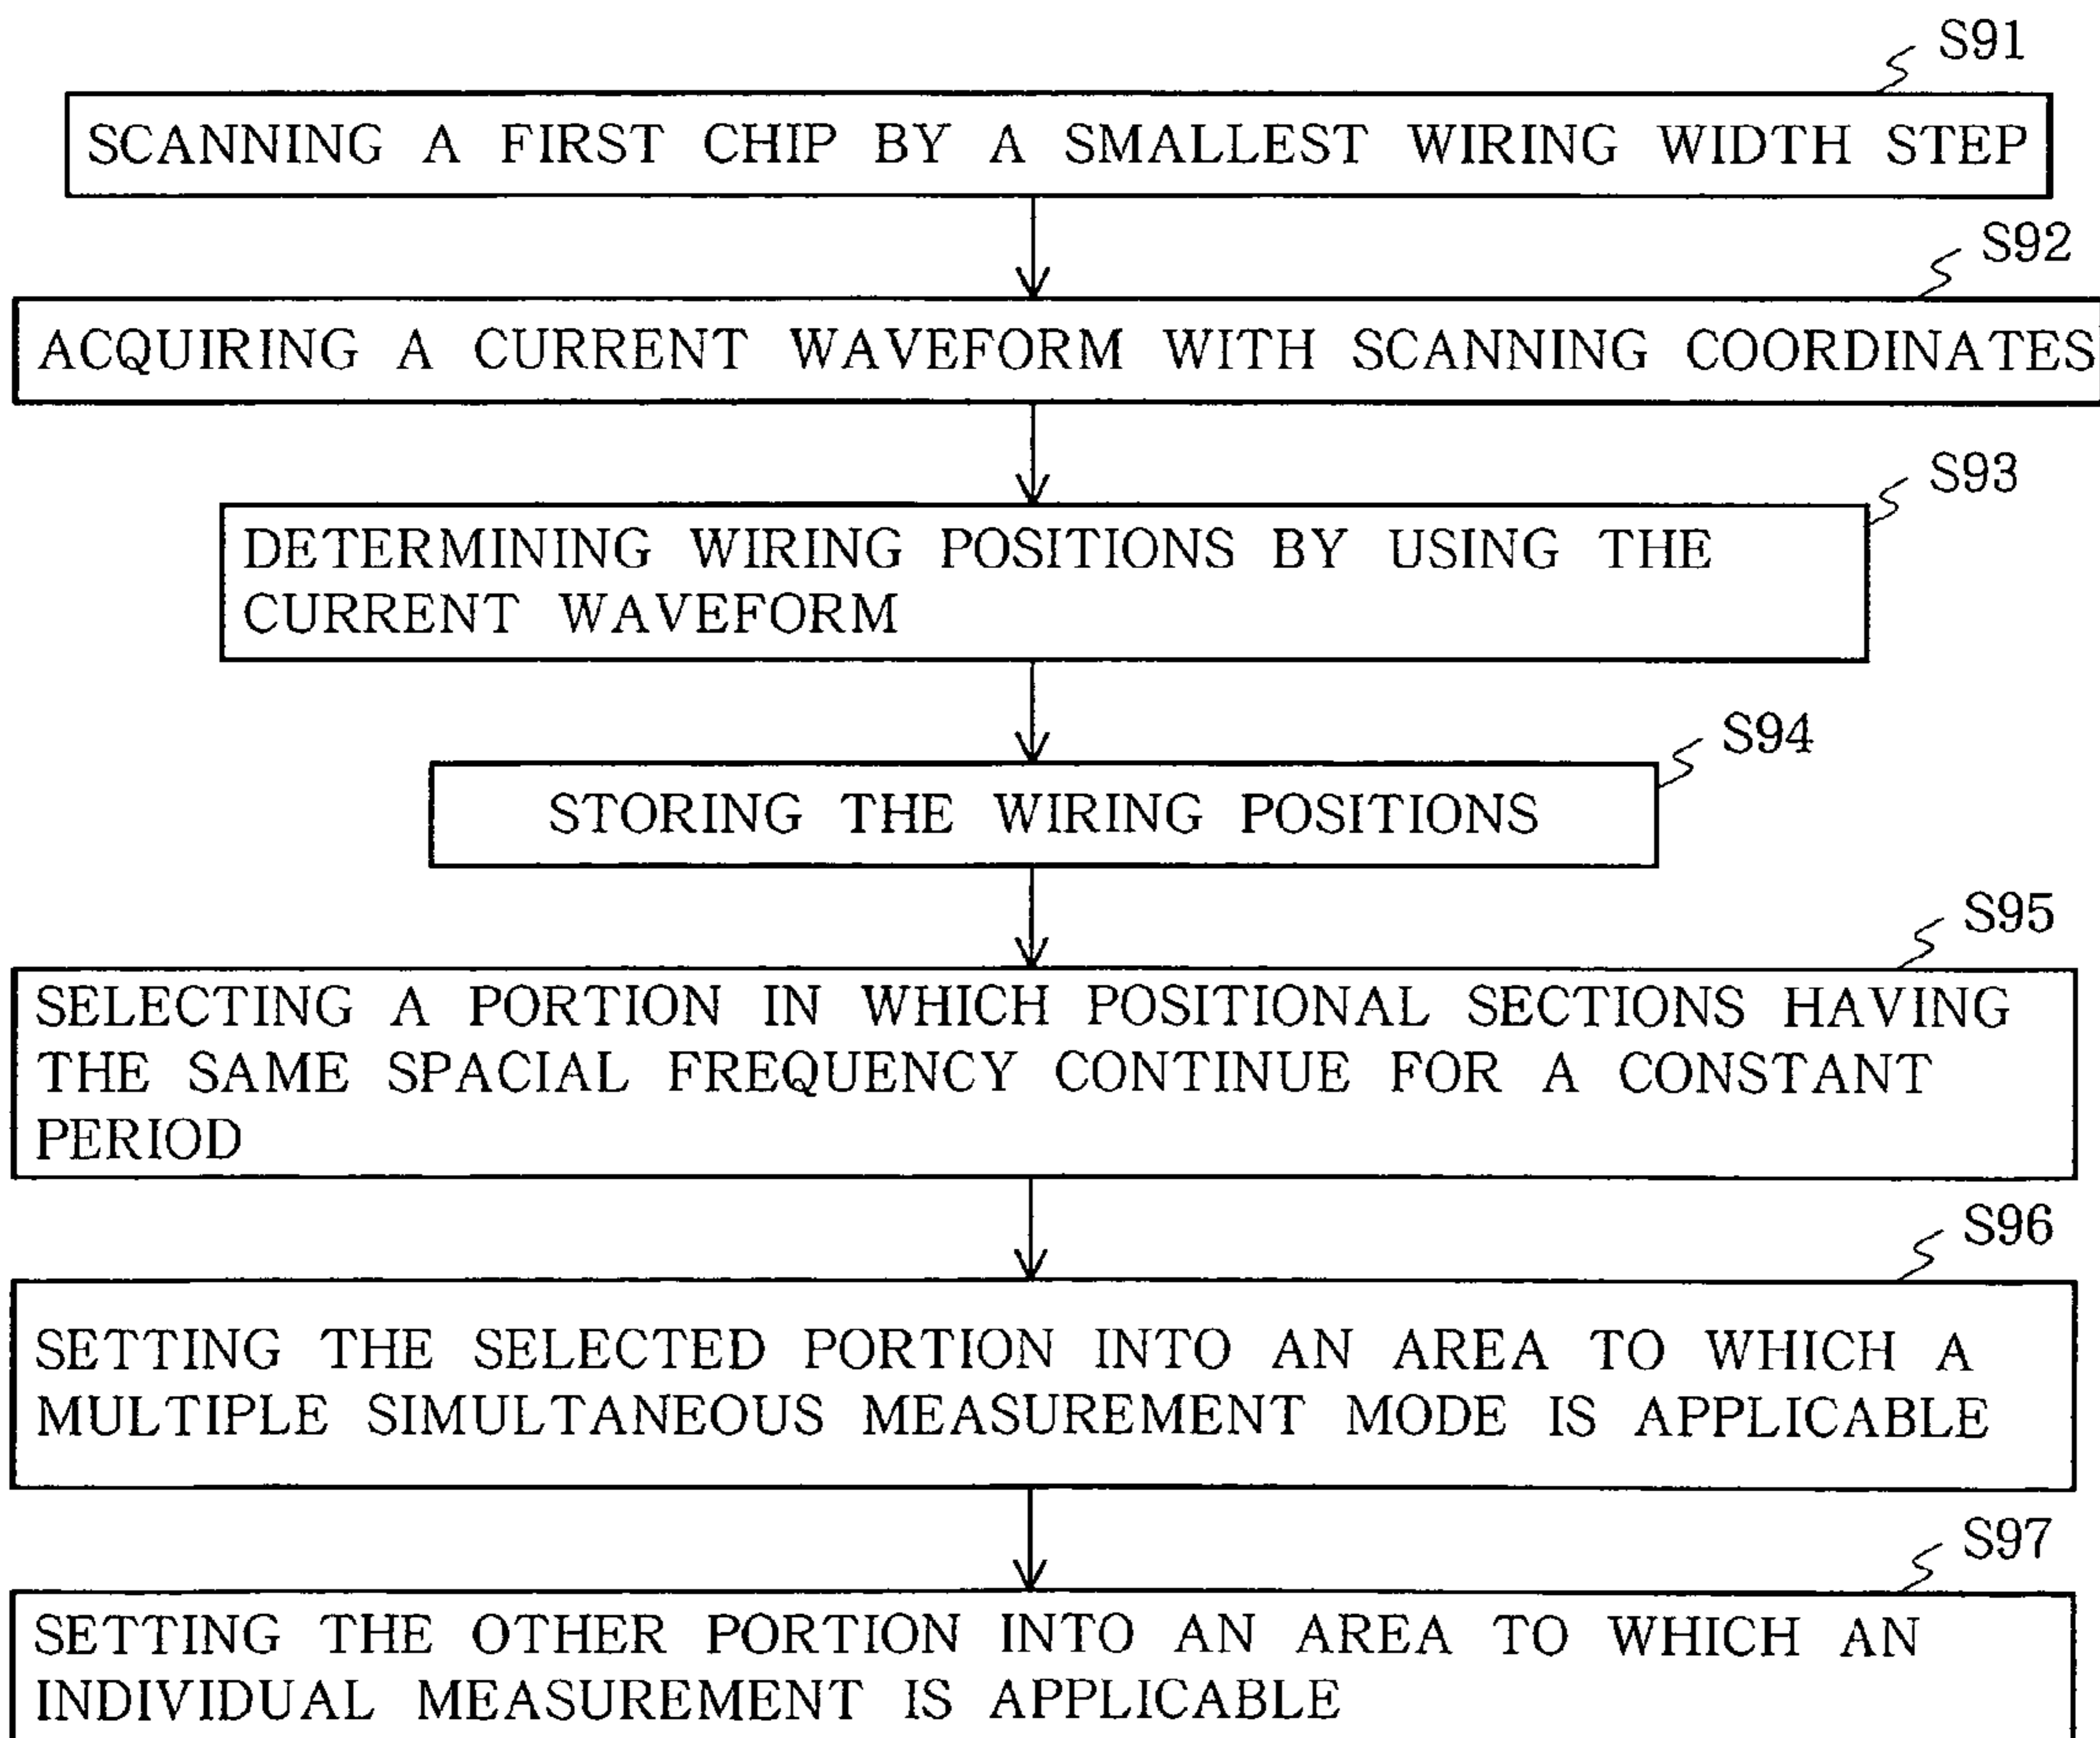 S91
SCANNING A FIRST CHIP BY A SMALLEST WIRING WIDTH STEP
S92
ACQUIRING A CURRENT WAVEFORM WITH SCANNING COORDINATES
S93
DETERMINING WIRING POSITIONS BY USING THE
CURRENT WAVEFORM
S94
STORING THE WIRING POSITIONS
S95
SELECTING A PORTION IN WHICH POSITIONAL SECTIONS HAVING
THE SAME SPACIAL FREQUENCY CONTINUE FOR A CONSTANT
PERIOD
S96
SETTING THE SELECTED PORTION INTO AN AREA TO WHICH A
MULTIPLE SIMULTANEOUS MEASUREMENT MODE IS APPLICABLE
S97
SETTING THE OTHER PORTION INTO AN AREA TO WHICH AN
INDIVIDUAL MEASUREMENT IS APPLICABLE